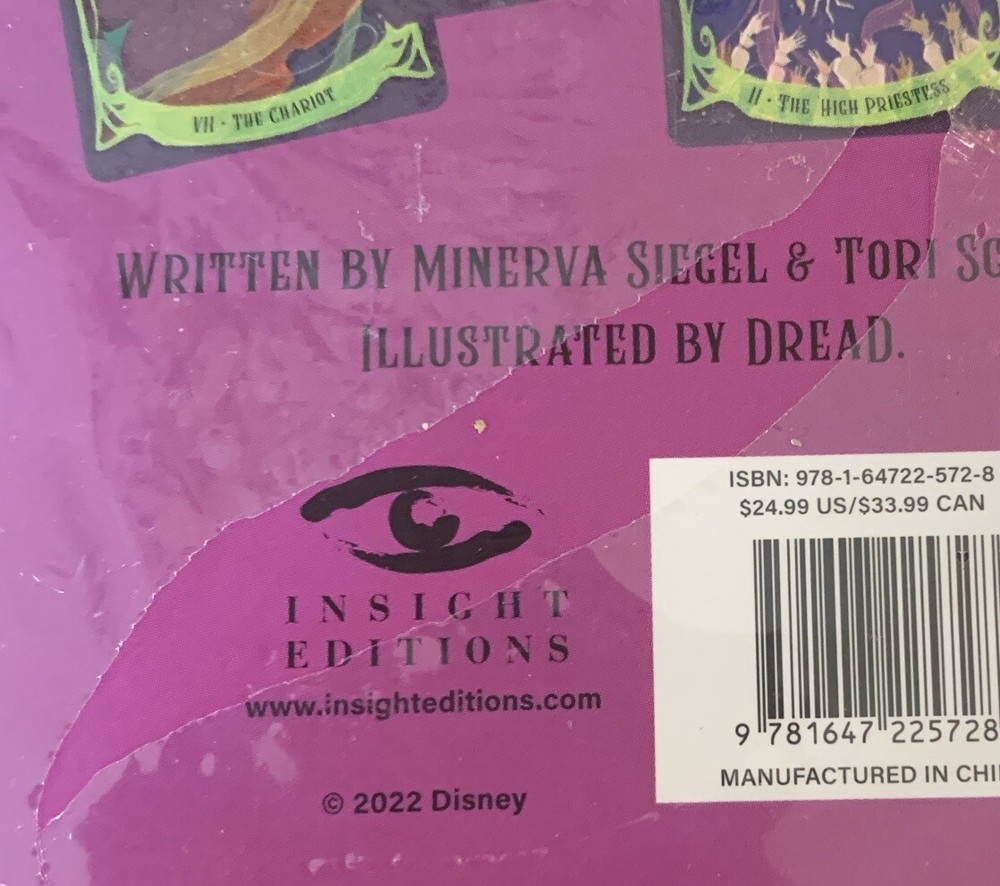 VII · THE CHARIOT
II · THE HIGH PRIESTESS
WRITTEN BY MINERVA SIEGEL & TORI
ILLUSTRATED BY DREAD.
INSIGHT
EDITIONS
www.insighteditions.com
© 2022 Disney
ISBN: 978-1-64722-572-8
$24.99 US/$33.99 CAN
9 781647 225728
MANUFACTURED IN